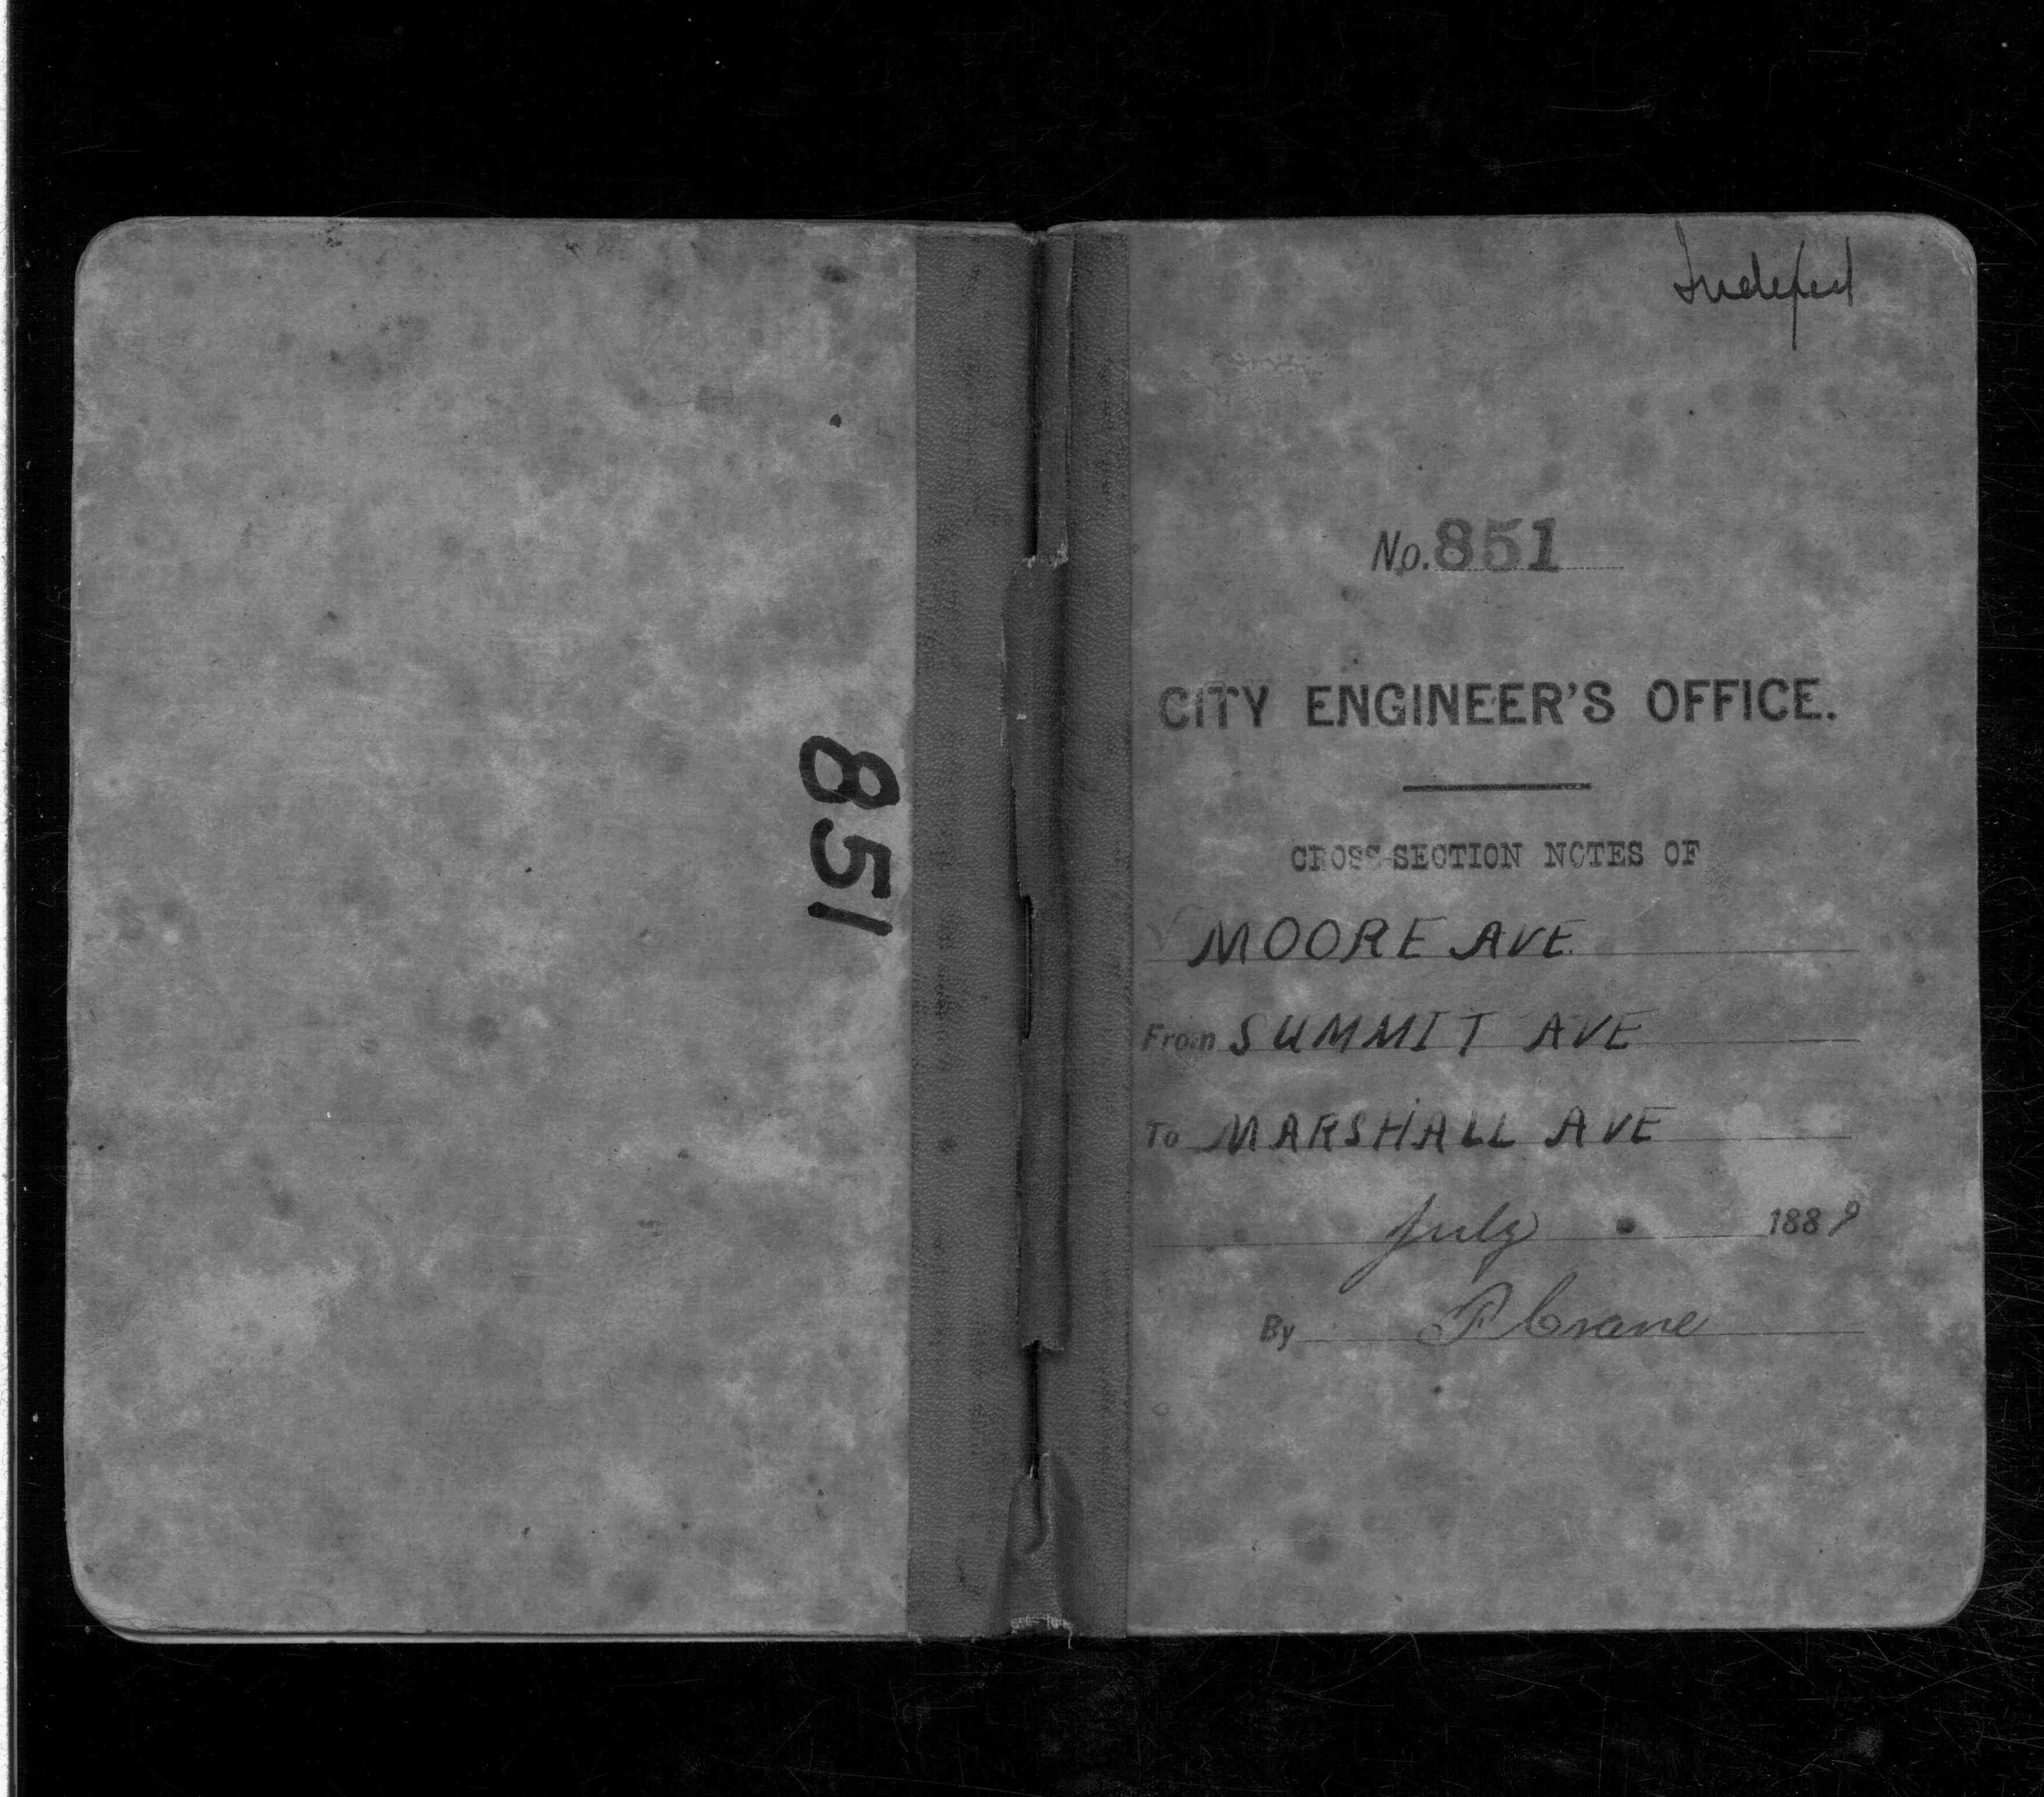 851
Indexed
No. 851
CITY ENGINEER'S OFFICE.
CROSS-SECTION NOTES OF
MOORE AVE.
From SUMMIT AVE
To MARSHALL AVE
July 1889
By P Crane